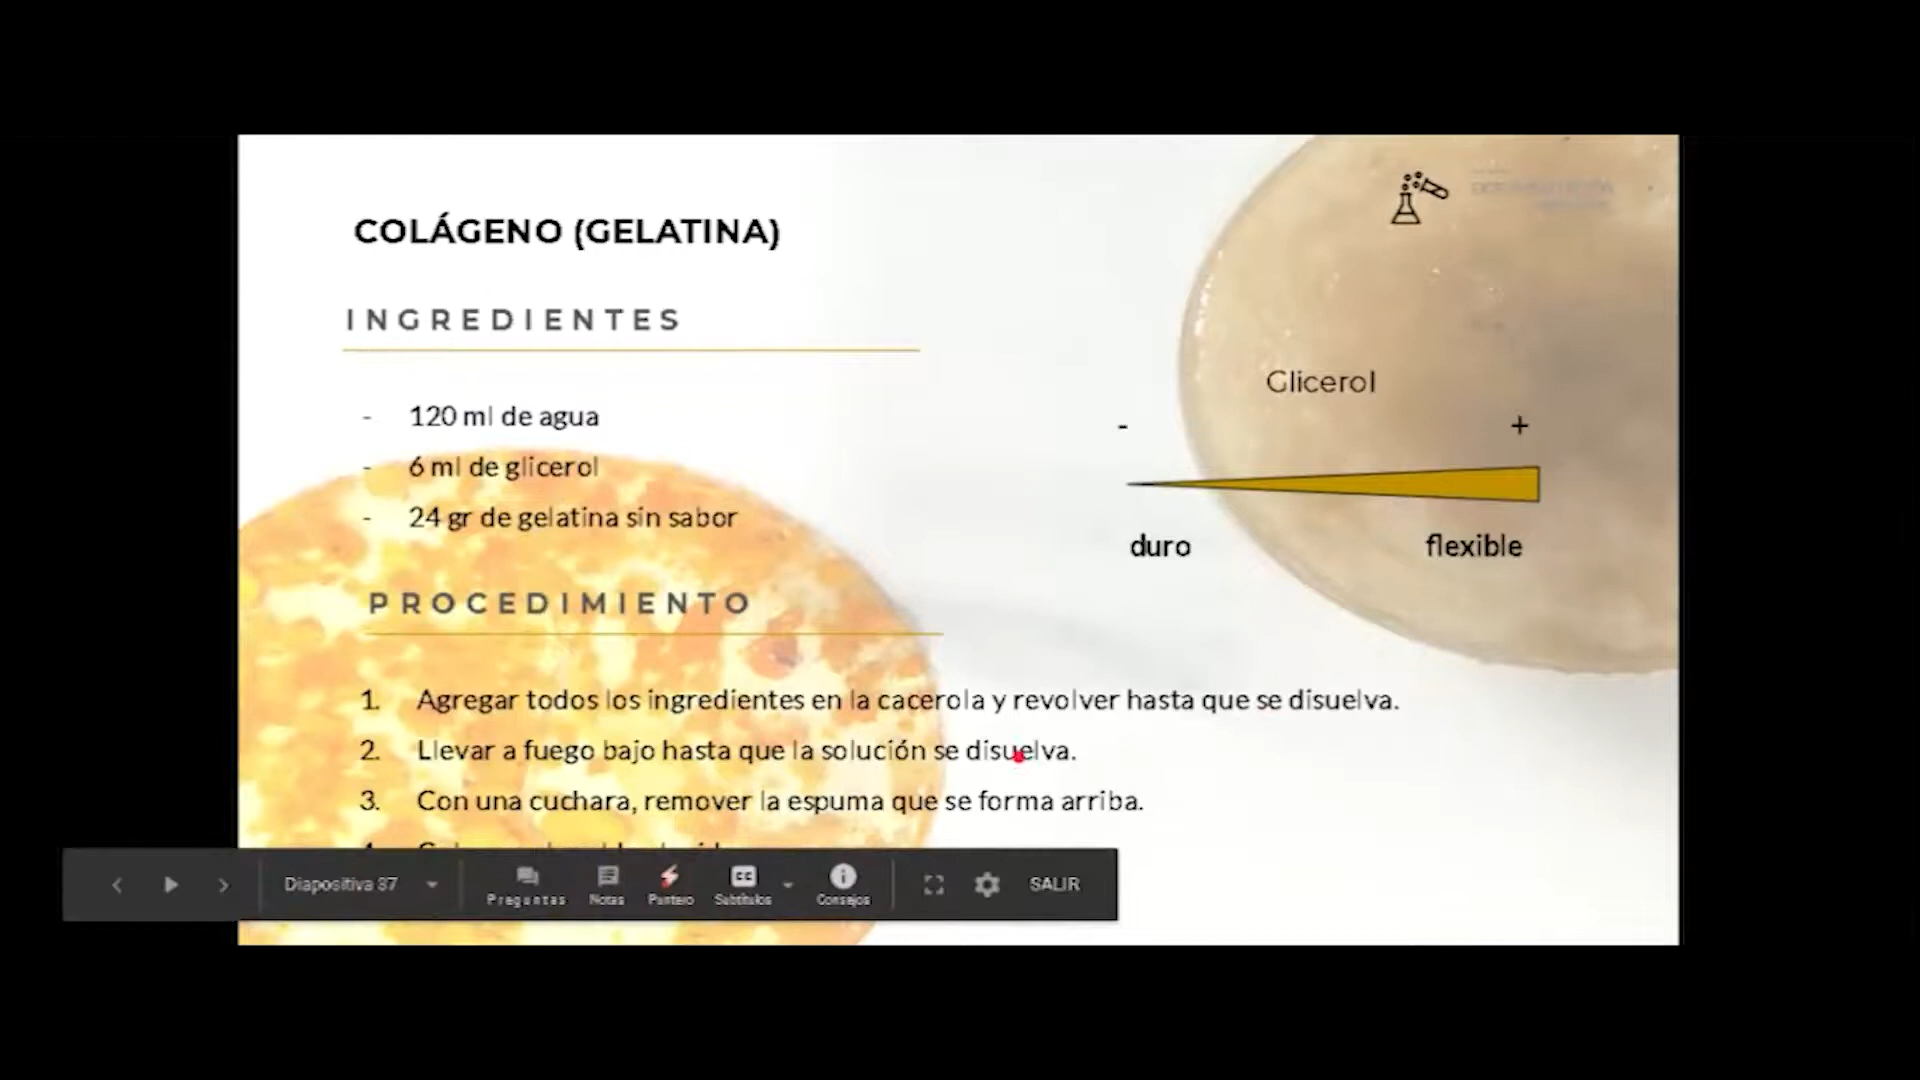 COLÁGENO (GELATINA)
INGREDIENTES
- 120 ml de agua
- 6 ml de glicerol
- 24 gr de gelatina sin sabor
Glicerol
- +
duro flexible
PROCEDIMIENTO
1. Agregar todos los ingredientes en la cacerola y revolver hasta que se disuelva.
2. Llevar a fuego bajo hasta que la solución se disuelva.
3. Con una cuchara, remover la espuma que se forma arriba.
Diapositiva 37
Preguntas Notas Puntero Subtítulos Consejos SALIR